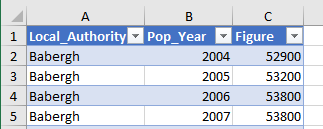 A B C
1 Local_Authority Pop_Year Figure
2 Babergh 2004 52900
3 Babergh 2005 53200
4 Babergh 2006 53800
5 Babergh 2007 53800